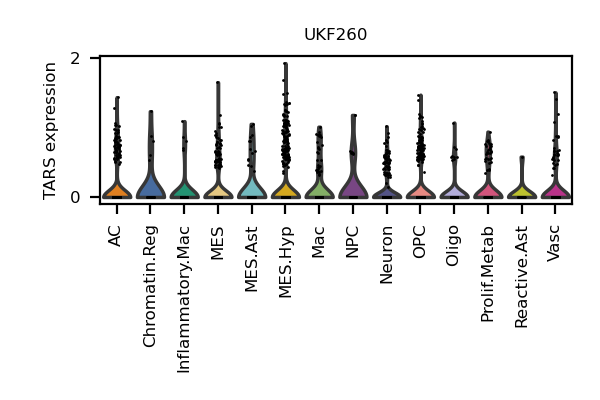 UKF260
TARS expression
2
0
AC
Chromatin.Reg
Inflammatory.Mac
MES
MES.Ast
MES.Hyp
Mac
NPC
Neuron
OPC
Oligo
Prolif.Metab
Reactive.Ast
Vasc